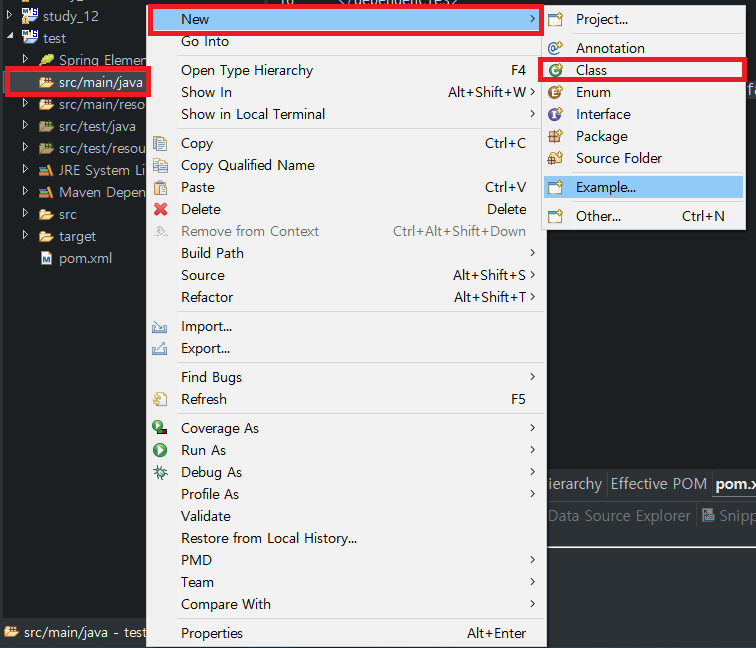 study_12
test
Spring Elemen
src/main/java
src/main/reso
src/test/java
src/test/resou
JRE System Li
Maven Depen
src
target
pom.xml
New
Go Into
Open Type Hierarchy F4
Show In Alt+Shift+W
Show in Local Terminal
Copy Ctrl+C
Copy Qualified Name
Paste Ctrl+V
Delete Delete
Remove from Context Ctrl+Alt+Shift+Down
Build Path
Source Alt+Shift+S
Refactor Alt+Shift+T
Import...
Export...
Find Bugs
Refresh F5
Coverage As
Run As
Debug As
Profile As
Validate
Restore from Local History...
PMD
Team
Compare With
Properties Alt+Enter
Project...
Annotation
Class
Enum
Interface
Package
Source Folder
Example...
Other... Ctrl+N
ierarchy Effective POM pom.x
Data Source Explorer Snipp
src/main/java - test